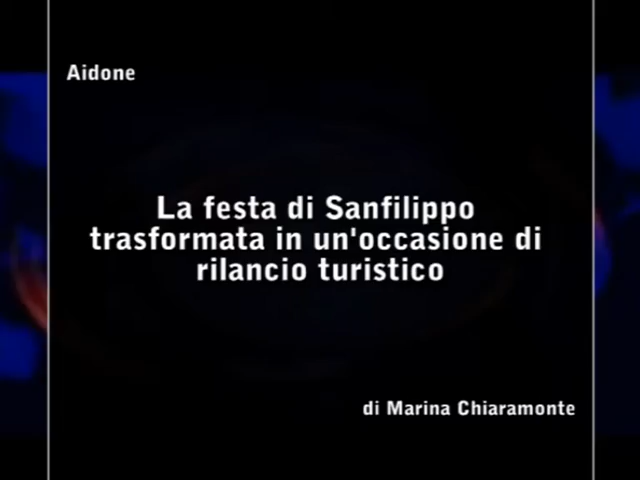 Aidone
La festa di Sanfilippo
trasformata in un'occasione di
rilancio turistico
di Marina Chiaramonte